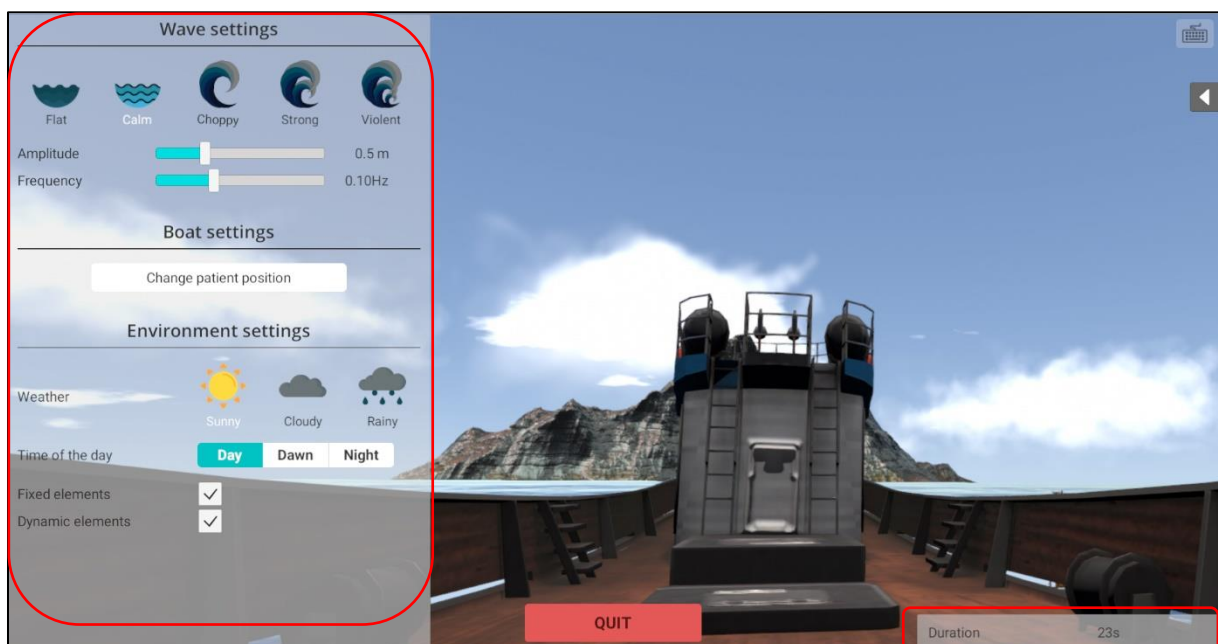 Wave settings
Flat Calm Choppy Strong Violent
Amplitude 0.5 m
Frequency 0.10Hz
Boat settings
Change patient position
Environment settings
Weather
Sunny Cloudy Rainy
Time of the day Day Dawn Night
Fixed elements
Dynamic elements
QUIT
Duration 23s